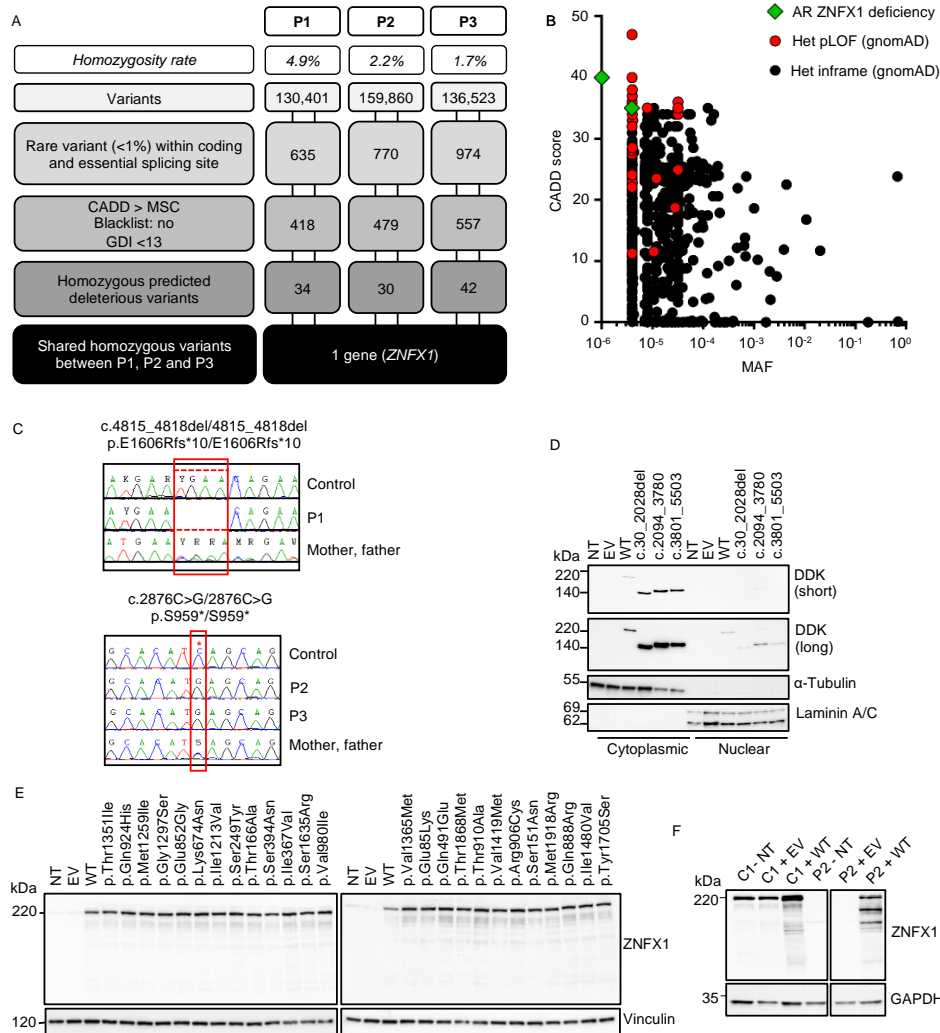 A
P1 P2 P3
Homozygosity rate 4.9% 2.2% 1.7%
Variants 130,401 159,860 136,523
Rare variant (<1%) within coding
and essential splicing site
635 770 974
CADD > MSC
Blacklist: no
GDI <13
418 479 557
Homozygous predicted
deleterious variants
34 30 42
Shared homozygous variants
between P1, P2 and P3
1 gene (ZNFX1)
B
AR ZNFX1 deficiency
Het pLOF (gnomAD)
Het inframe (gnomAD)
CADD score
50
40
30
20
10
0
10⁻⁶ 10⁻⁵ 10⁻⁴ 10⁻³ 10⁻² 10⁻¹ 10⁰
MAF
C
c.4815_4818del/4815_4818del
p.E1606Rfs*10/E1606Rfs*10
A K G A R Y G A A C A G A A
Control
A Y G A A C A G A A
P1
A T G A A Y R R A M R G A W
Mother, father
c.2876C>G/2876C>G
p.S959*/S959*
*
G C A C A T C A G C A G
Control
G C A C A T G A G C A G
P2
G C A C A T G A G C A G
P3
G C A C A T S A G C A G
Mother, father
D
kDa
NT EV WT c.30_2028del c.2094_3780 c.3801_5503 NT EV WT c.30_2028del c.2094_3780 c.3801_5503
220
140
DDK
(short)
220
140
DDK
(long)
55
α-Tubulin
69
62
Laminin A/C
Cytoplasmic Nuclear
E
kDa
NT EV WT p.Thr1351Ile p.Gln924His p.Met1259Ile p.Gly1297Ser p.Glu852Gly p.Lys674Asn p.Ile1213Val p.Ser249Tyr p.Thr166Ala p.Ser394Asn p.Ile367Val p.Ser1635Arg p.Val980Ile
NT EV WT p.Val1365Met p.Glu85Lys p.Gln491Glu p.Thr1868Met p.Thr910Ala p.Val1419Met p.Arg906Cys p.Ser151Asn p.Met1918Arg p.Gln888Arg p.Ile1480Val p.Tyr1705Ser
220
ZNFX1
120
Vinculin
F
kDa
C1- NT C1 + EV C1 + WT P2 - NT P2 + EV P2 + WT
220
ZNFX1
35
GAPDH